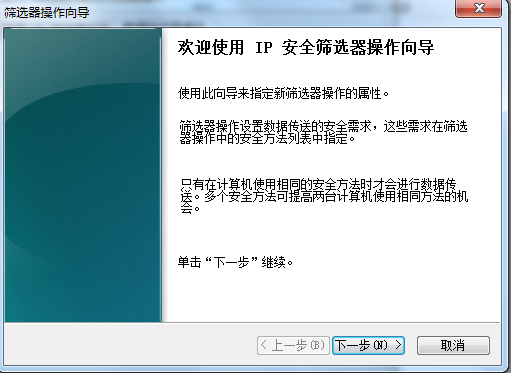 筛选器操作向导
欢迎使用 IP 安全筛选器操作向导
使用此向导来指定新筛选器操作的属性。
筛选器操作设置数据传送的安全需求，这些需求在筛选
器操作中的安全方法列表中指定。
只有在计算机使用相同的安全方法时才会进行数据传
送。多个安全方法可提高两台计算机使用相同方法的机
会。
单击“下一步”继续。
< 上一步(B) 下一步(N) > 取消